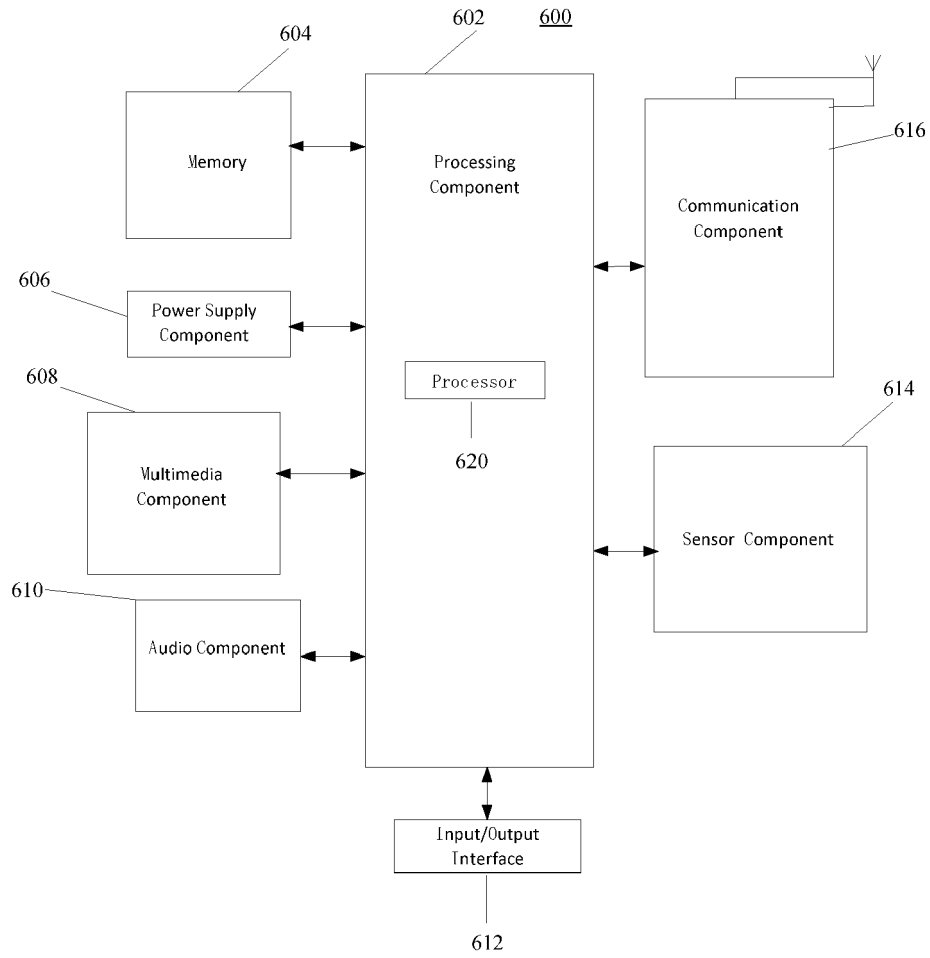 602
600
604
Memory
Processing
Component
616
Communication
Component
606
Power Supply
Component
608
Processor
620
614
Multimedia
Component
Sensor Component
610
Audio Component
Input/Output
Interface
612